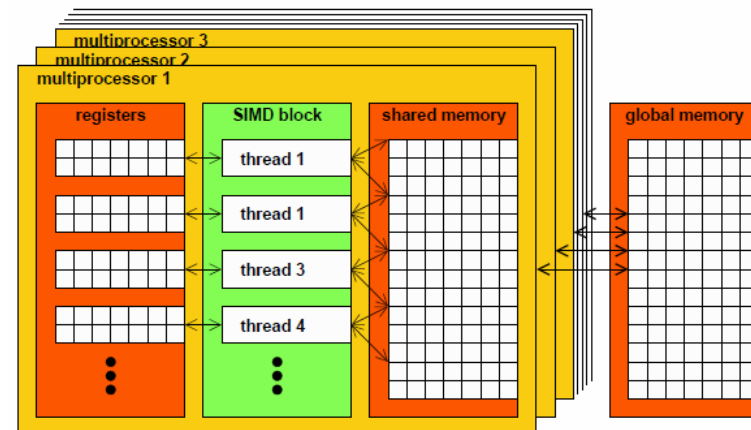 multiprocessor 3
multiprocessor 2
multiprocessor 1
registers
SIMD block
shared memory
global memory
thread 1
thread 1
thread 3
thread 4